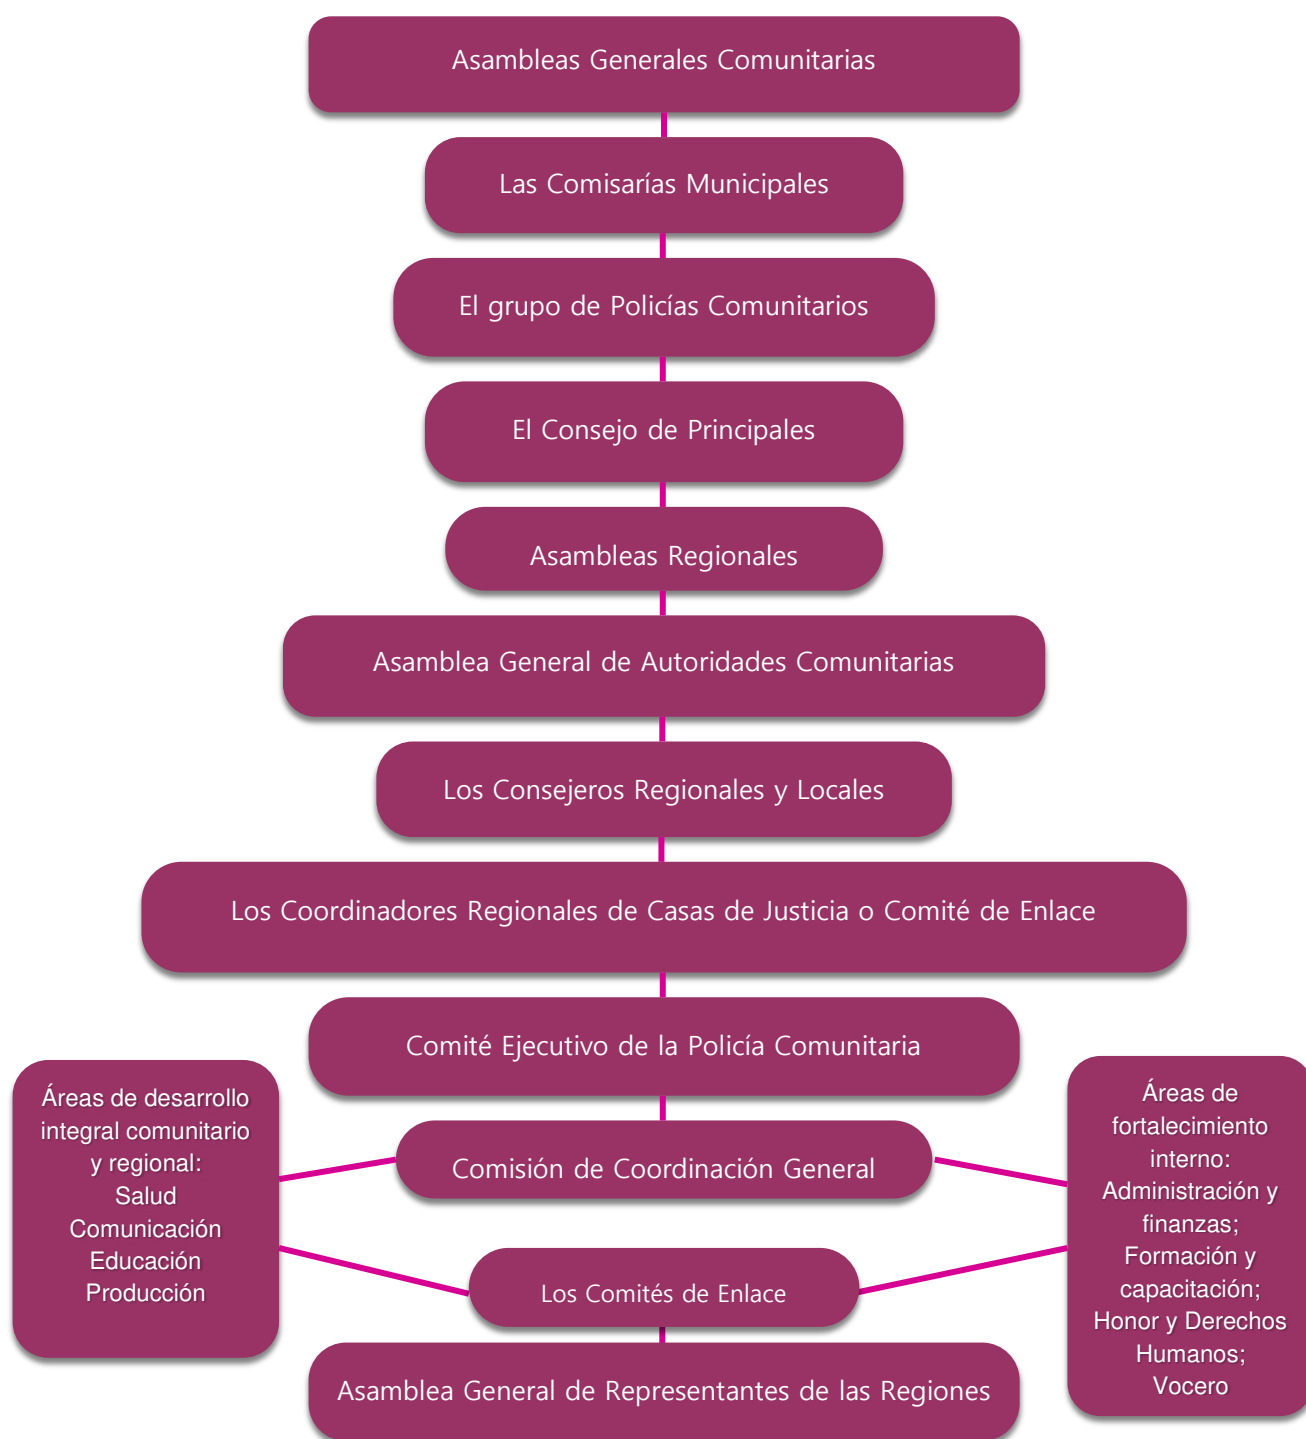 Asambleas Generales Comunitarias
Las Comisarías Municipales
El grupo de Policías Comunitarios
El Consejo de Principales
Asambleas Regionales
Asamblea General de Autoridades Comunitarias
Los Consejeros Regionales y Locales
Los Coordinadores Regionales de Casas de Justicia o Comité de Enlace
Comité Ejecutivo de la Policía Comunitaria
Áreas de desarrollo
integral comunitario
y regional:
Salud
Comunicación
Educación
Producción
Comisión de Coordinación General
Áreas de
fortalecimiento
interno:
Administración y
finanzas;
Formación y
capacitación;
Honor y Derechos
Humanos;
Vocero
Los Comités de Enlace
Asamblea General de Representantes de las Regiones